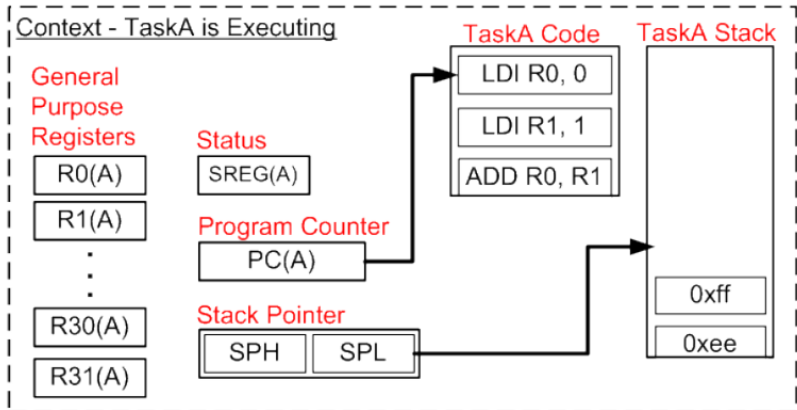 Context - TaskA is Executing
General
Purpose
Registers
R0(A)
R1(A)
R30(A)
R31(A)
Status
SREG(A)
Program Counter
PC(A)
Stack Pointer
SPH
SPL
TaskA Code
LDI R0, 0
LDI R1, 1
ADD R0, R1
TaskA Stack
0xff
0xee